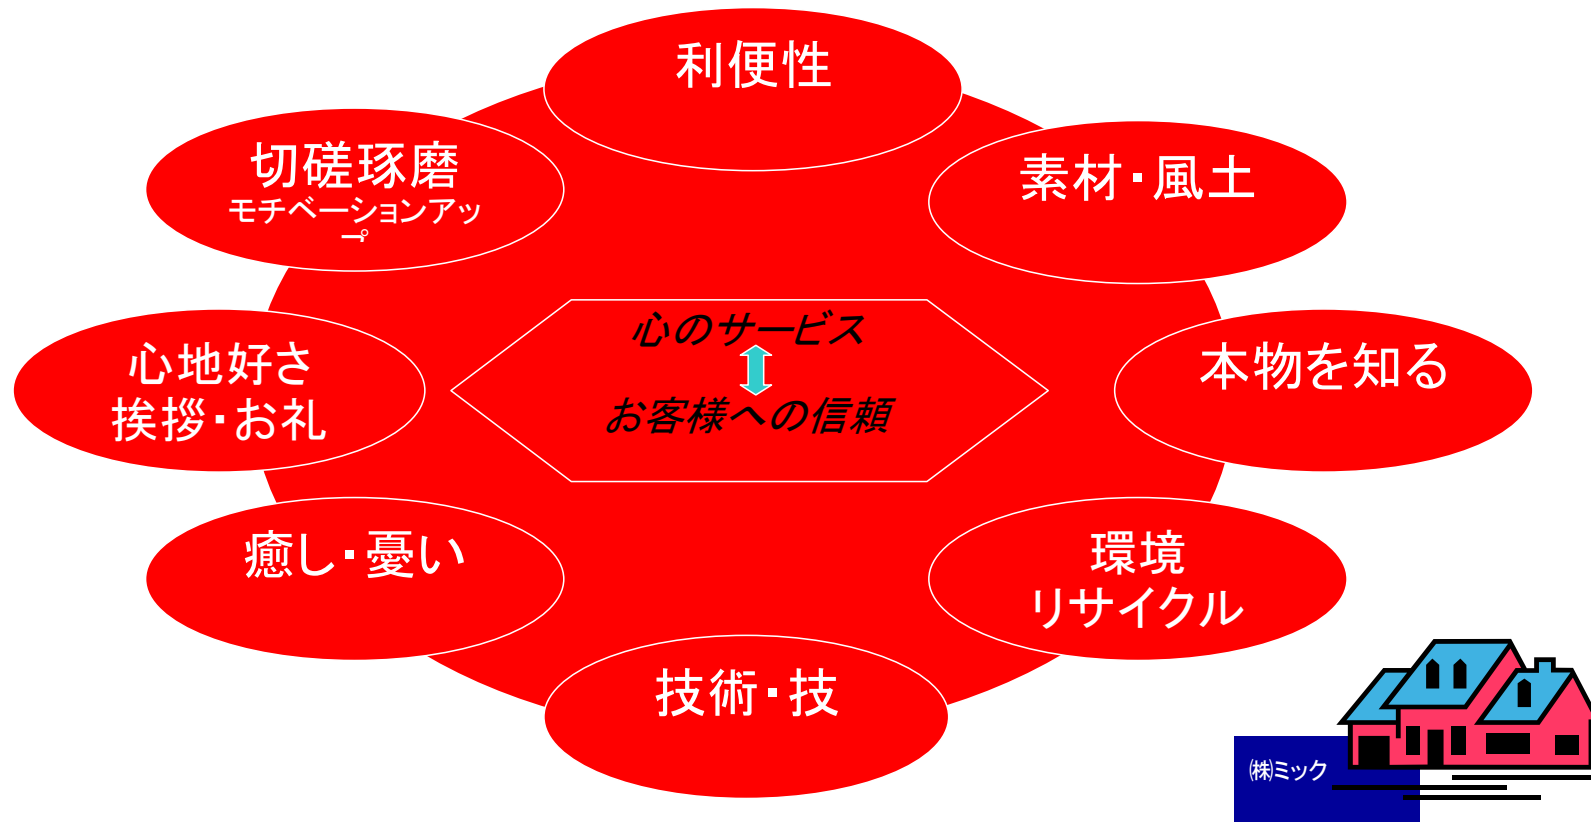 利便性
切磋琢磨
モチベーションアッ
プ
素材・風土
心のサービス
お客様への信頼
心地好さ
挨拶・お礼
本物を知る
癒し・憂い
環境
リサイクル
技術・技
㈱ミック